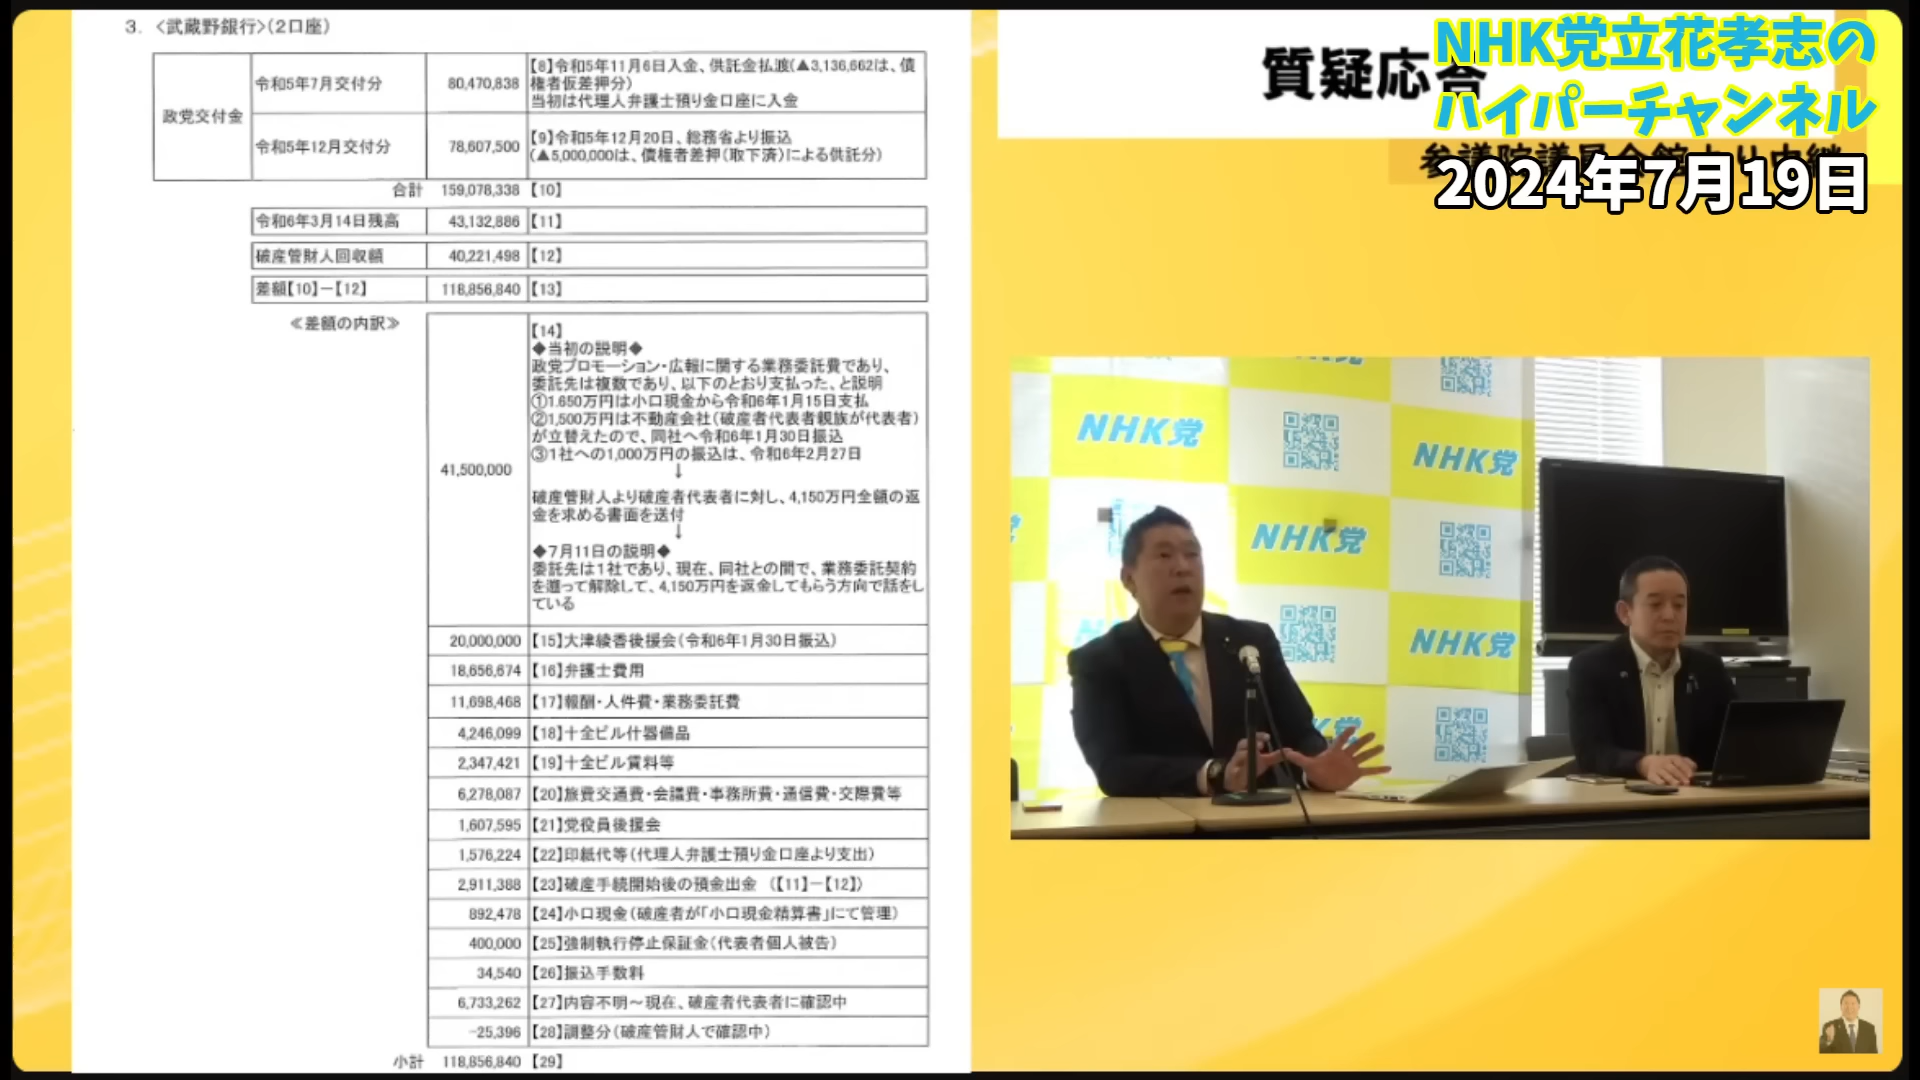 3. <武蔵野銀行>(2口座)
政党交付金
令和5年7月交付分 80,470,838 【8】令和5年11月6日入金、供託金払渡(▲3,136,662は、債
権者仮差押分)
当初は代理人弁護士預り金口座に入金
令和5年12月交付分 78,607,500 【9】令和5年12月20日、総務省より振込
(▲5,000,000は、債権者差押(取下済)による供託分)
合計 159,078,338 【10】
令和6年3月14日残高 43,132,886 【11】
破産管財人回収額 40,221,498 【12】
差額【10】ー【12】 118,856,840 【13】
≪差額の内訳≫
41,500,000
【14】
◆当初の説明◆
政党プロモーション・広報に関する業務委託費であり、
委託先は複数であり、以下のとおり支払った、と説明
①1,650万円は小口現金から令和6年1月15日支払
②1,500万円は不動産会社(破産者代表者親族が代表者)
が立替えたので、同社へ令和6年1月30日振込
③1社への1,000万円の振込は、令和6年2月27日
↓
破産管財人より破産者代表者に対し、4,150万円全額の返
金を求める書面を送付
↓
◆7月11日の説明◆
委託先は1社であり、現在、同社との間で、業務委託契約
を遡って解除して、4,150万円を返金してもらう方向で話をし
ている
20,000,000 【15】大津綾香後援会(令和6年1月30日振込)
18,656,674 【16】弁護士費用
11,698,468 【17】報酬・人件費・業務委託費
4,246,099 【18】十全ビル什器備品
2,347,421 【19】十全ビル賃料等
6,278,087 【20】旅費交通費・会議費・事務所費・通信費・交際費等
1,607,595 【21】党役員後援会
1,576,224 【22】印紙代等(代理人弁護士預り金口座より支出)
2,911,388 【23】破産手続開始後の預金出金 (【11】ー【12】)
892,478 【24】小口現金(破産者が「小口現金精算書」にて管理)
400,000 【25】強制執行停止保証金(代表者個人被告)
34,540 【26】振込手数料
6,733,262 【27】内容不明~現在、破産者代表者に確認中
-25,396 【28】調整分(破産管財人で確認中)
小計 118,856,840 【29】
質疑応答
NHK党立花孝志の
ハイパーチャンネル
参議院議員会館より中継
2024年7月19日
NHK党
NHK党
NHK党
NHK党